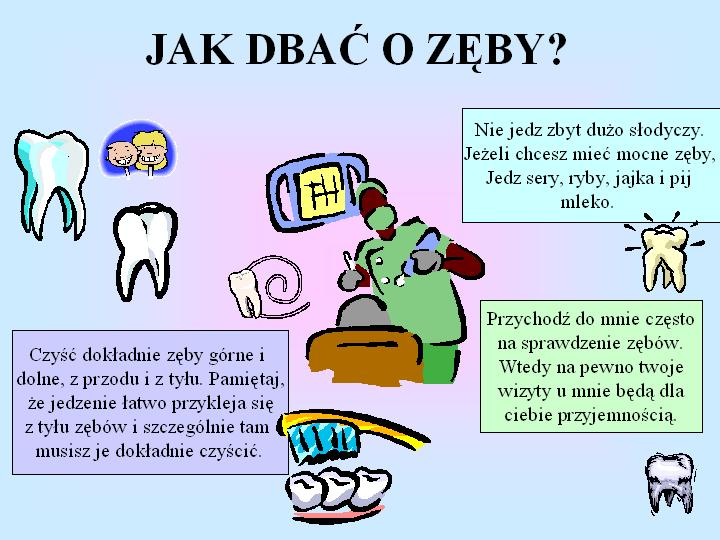 JAK DBAĆ O ZĘBY?
Nie jedz zbyt dużo słodyczy.
Jeżeli chcesz mieć mocne zęby,
Jedz sery, ryby, jajka i pij
mleko.
Przychodź do mnie często
na sprawdzenie zębów.
Wtedy na pewno twoje
wizyty u mnie będą dla
ciebie przyjemnością.
Czyść dokładnie zęby górne i
dolne, z przodu i z tyłu. Pamiętaj,
że jedzenie łatwo przykleja się
z tyłu zębów i szczególnie tam
musisz je dokładnie czyścić.